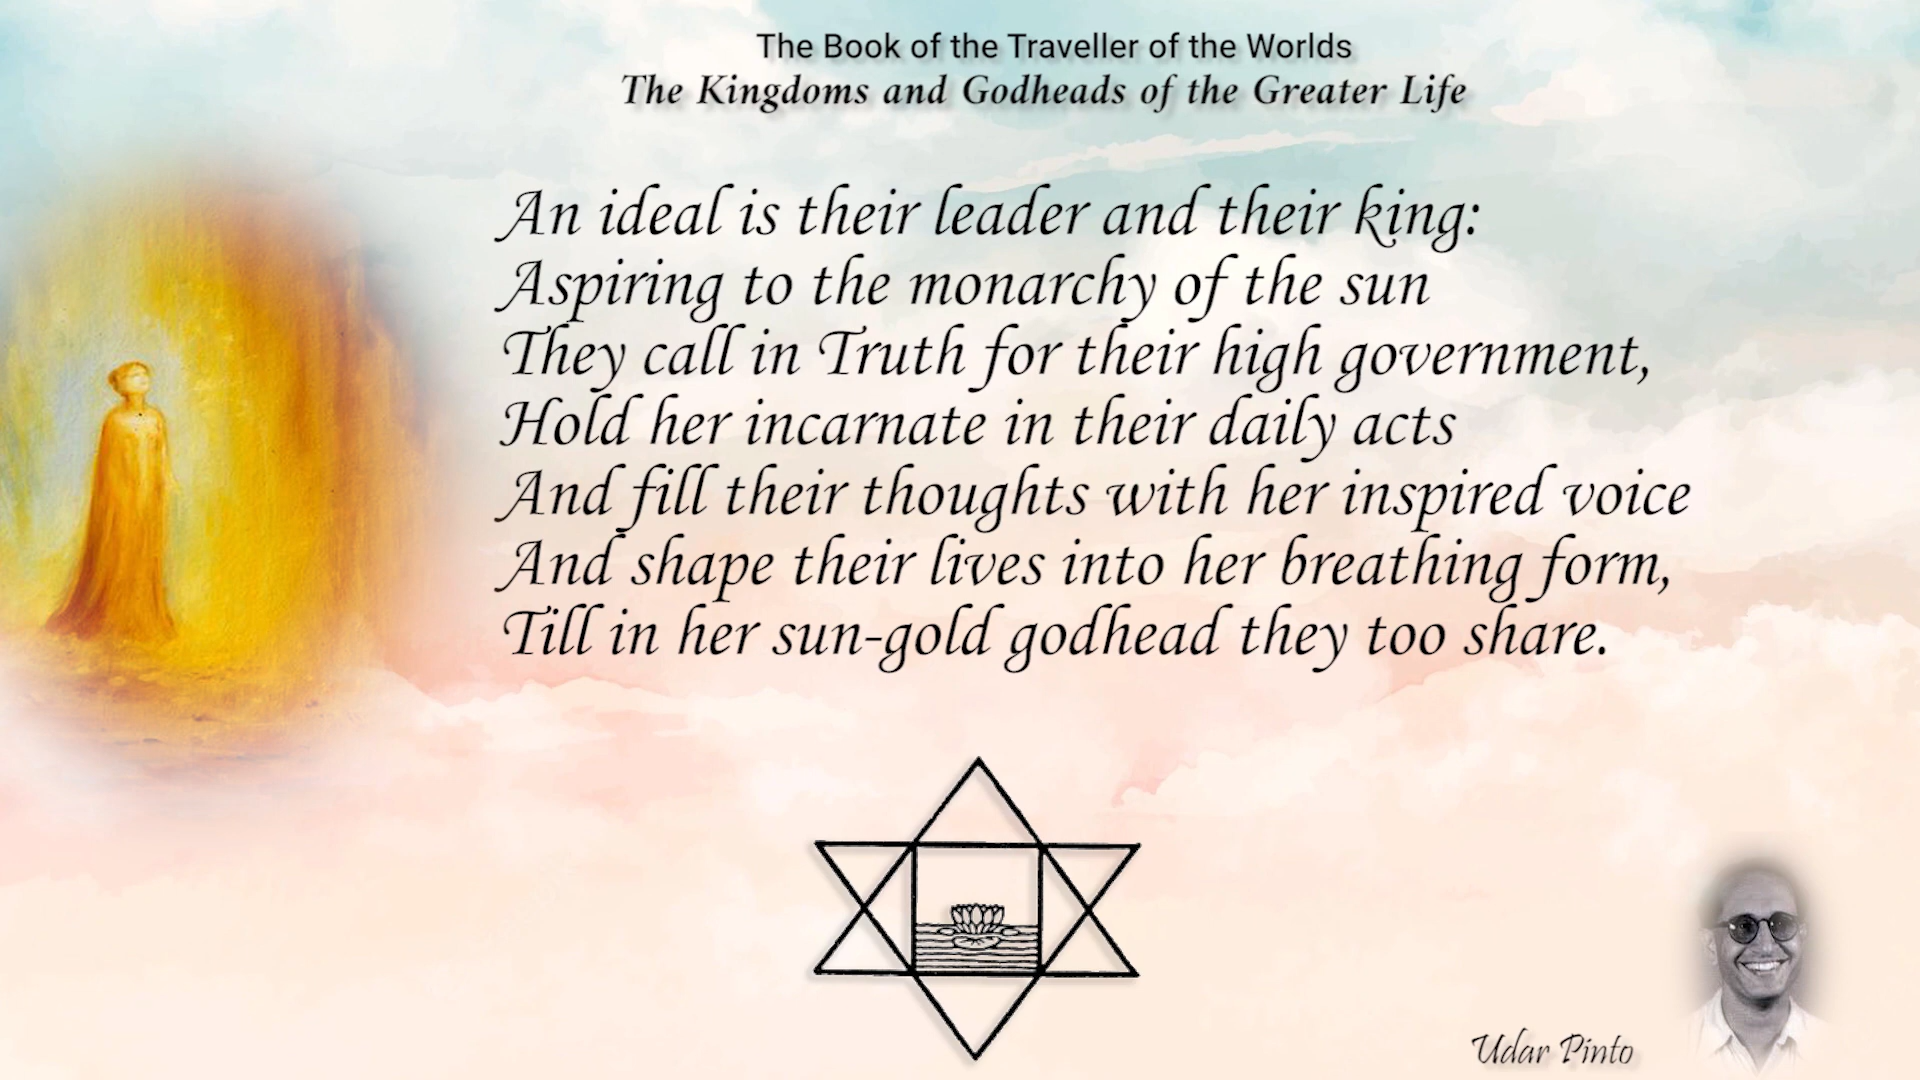 The Book of the Traveller of the Worlds
The Kingdoms and Godheads of the Greater Life
An ideal is their leader and their king:
Aspiring to the monarchy of the sun
They call in Truth for their high government,
Hold her incarnate in their daily acts
And fill their thoughts with her inspired voice
And shape their lives into her breathing form,
Till in her sun-gold godhead they too share.
Udar Pinto